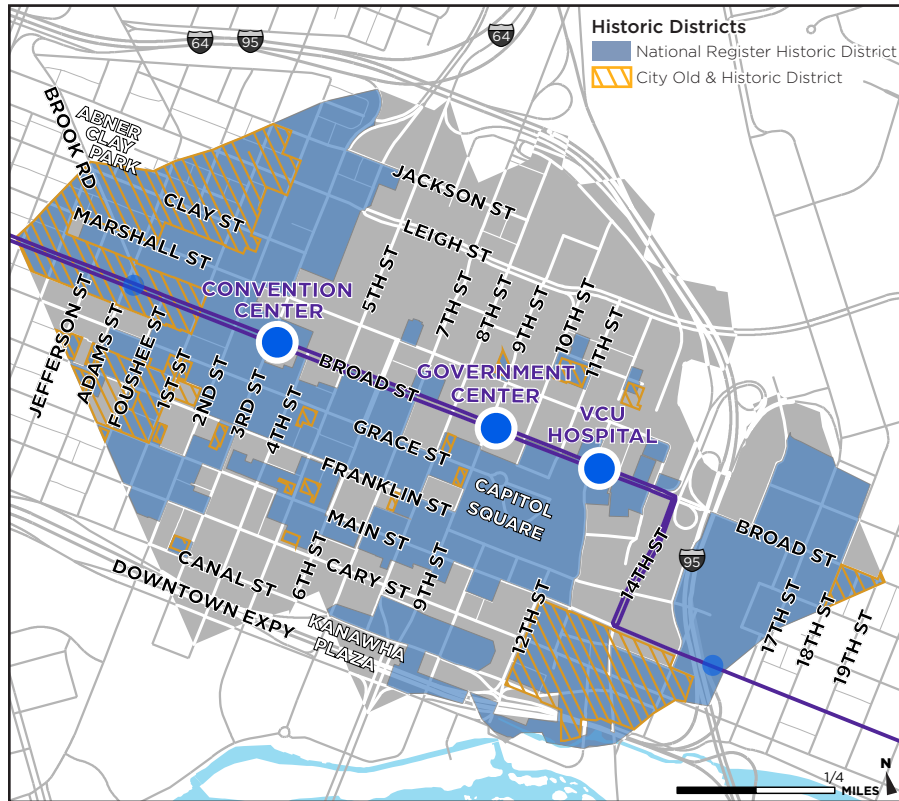 Historic Districts
National Register Historic District
City Old & Historic District
64
95
64
BROOK RD
ABNER
CLAY
PARK
JACKSON ST
CLAY ST
LEIGH ST
MARSHALL ST
5TH ST
7TH ST
8TH ST
9TH ST
10TH ST
11TH ST
CONVENTION
CENTER
JEFFERSON ST
ADAMS ST
FOUSHEE ST
1ST ST
2ND ST
3RD ST
4TH ST
BROAD ST
GOVERNMENT
CENTER
VCU
HOSPITAL
GRACE ST
FRANKLIN ST
CAPITOL
SQUARE
MAIN ST
BROAD ST
95
14TH ST
CANAL ST
6TH ST
CARY ST
9TH ST
12TH ST
17TH ST
18TH ST
19TH ST
DOWNTOWN EXPY
KANAWHA
PLAZA
N
1/4
MILES